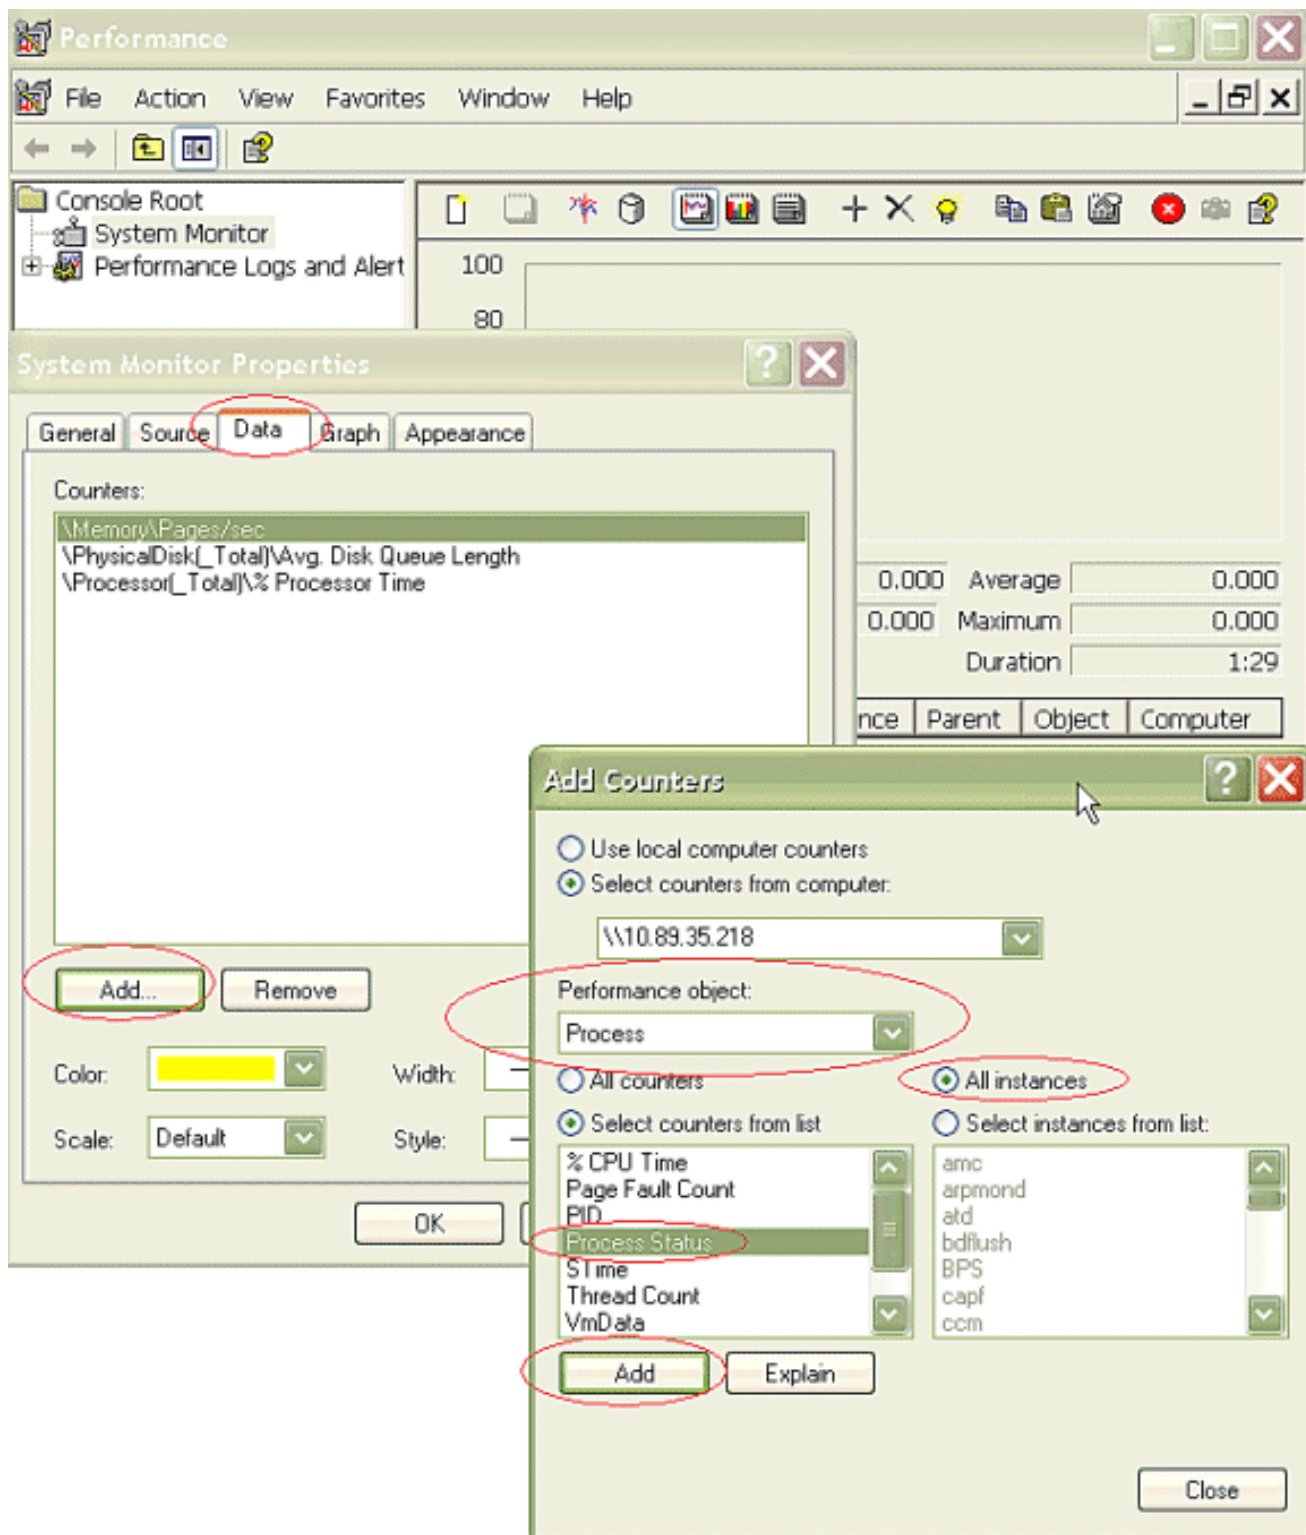 Performance
File Action View Favorites Window Help
Console Root
System Monitor
Performance Logs and Alert
100
80
System Monitor Properties
General Source Data Graph Appearance
Counters:
\Memory\Pages/sec
\PhysicalDisk(_Total)\Avg. Disk Queue Length
\Processor(_Total)\% Processor Time
0.000 Average 0.000
0.000 Maximum 0.000
Duration 1:29
nce Parent Object Computer
Add... Remove
Color: Width:
Scale: Default Style:
OK
Add Counters
Use local computer counters
Select counters from computer:
\\10.89.35.218
Performance object:
Process
All counters
All instances
Select counters from list
Select instances from list:
% CPU Time
Page Fault Count
PID
Process Status
STime
Thread Count
VmData
amc
arpmond
atd
bdflush
BPS
capf
ccm
Add Explain
Close